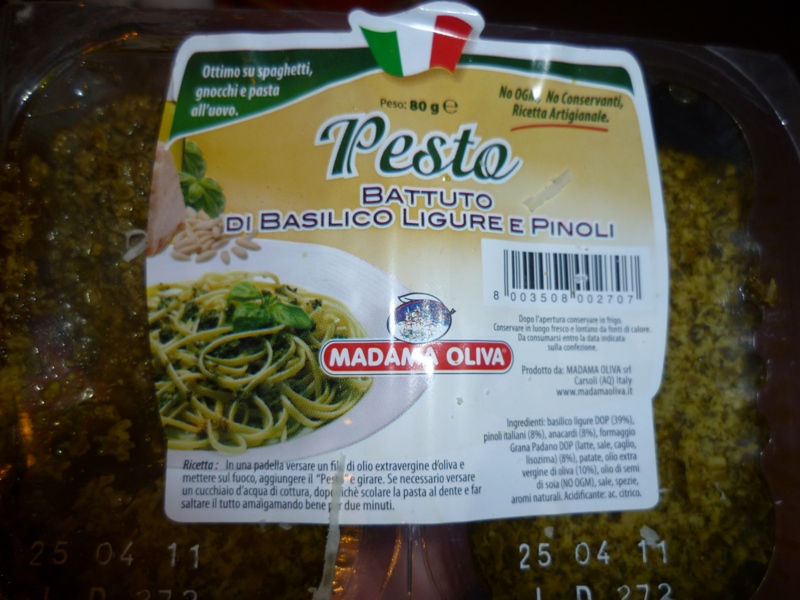 Ottimo su spaghetti,
gnocchi e pasta
all'uovo.
Peso: 80 g e
No OGM, No Conservanti,
Ricetta Artigianale.
Pesto
BATTUTO
DI BASILICO LIGURE E PINOLI
8 003508 002707
Dopo l'apertura conservare in frigo.
Conservare in luogo fresco e lontano da fonti di calore.
Da consumarsi entro la data indicata
sulla confezione.
MADAMA OLIVA
Prodotto da: MADAMA OLIVA srl
Carsoli (AQ) Italy
www.madamaoliva.it
Ingredienti: basilico ligure DOP (39%),
pinoli italiani (8%), anacardi (8%), formaggio
Grana Padano DOP (latte, sale, caglio,
lisozima) (8%), patate, olio extra
vergine di oliva (10%), olio di semi
di soia (NO OGM), sale, spezie,
aromi naturali. Acidificante: ac. citrico.
Ricetta: In una padella versare un filo di olio extravergine d'oliva e
mettere sul fuoco, aggiungere il "Pesto" e girare. Se necessario versare
un cucchiaio d'acqua di cottura, dopodichè scolare la pasta al dente e far
saltare il tutto amalgamando bene per due minuti.
25 04 11
L D 272
25 04 11
L D 272